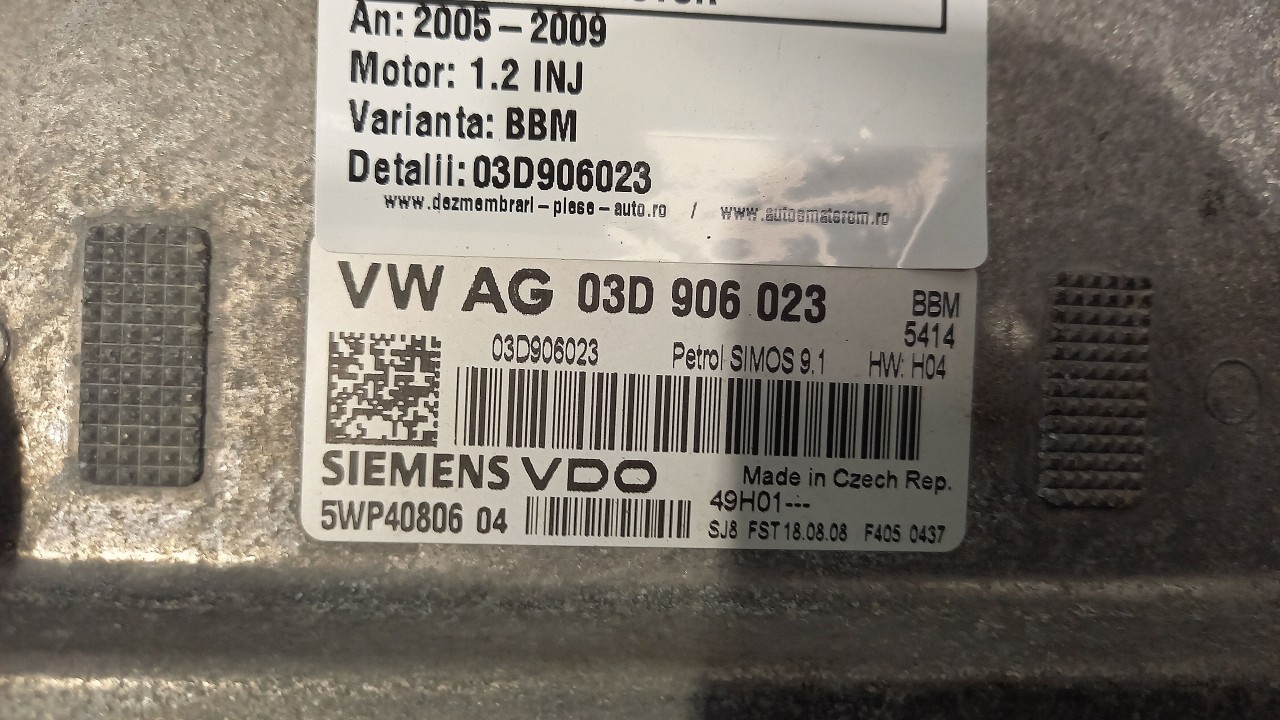 An: 2005-2009
Motor: 1.2 INJ
Varianta: BBM
Detalii: 03D906023
www.dezmembrari-piese-auto.ro / www.autoematerom.ro
VW AG 03D 906 023 BBM
5414
03D906023 Petrol SIMOS 9.1 HW: H04
SIEMENS VDO Made in Czech Rep.
5WP40806 04 49H01---
SJ8 FST 18.08.08 F405 0437